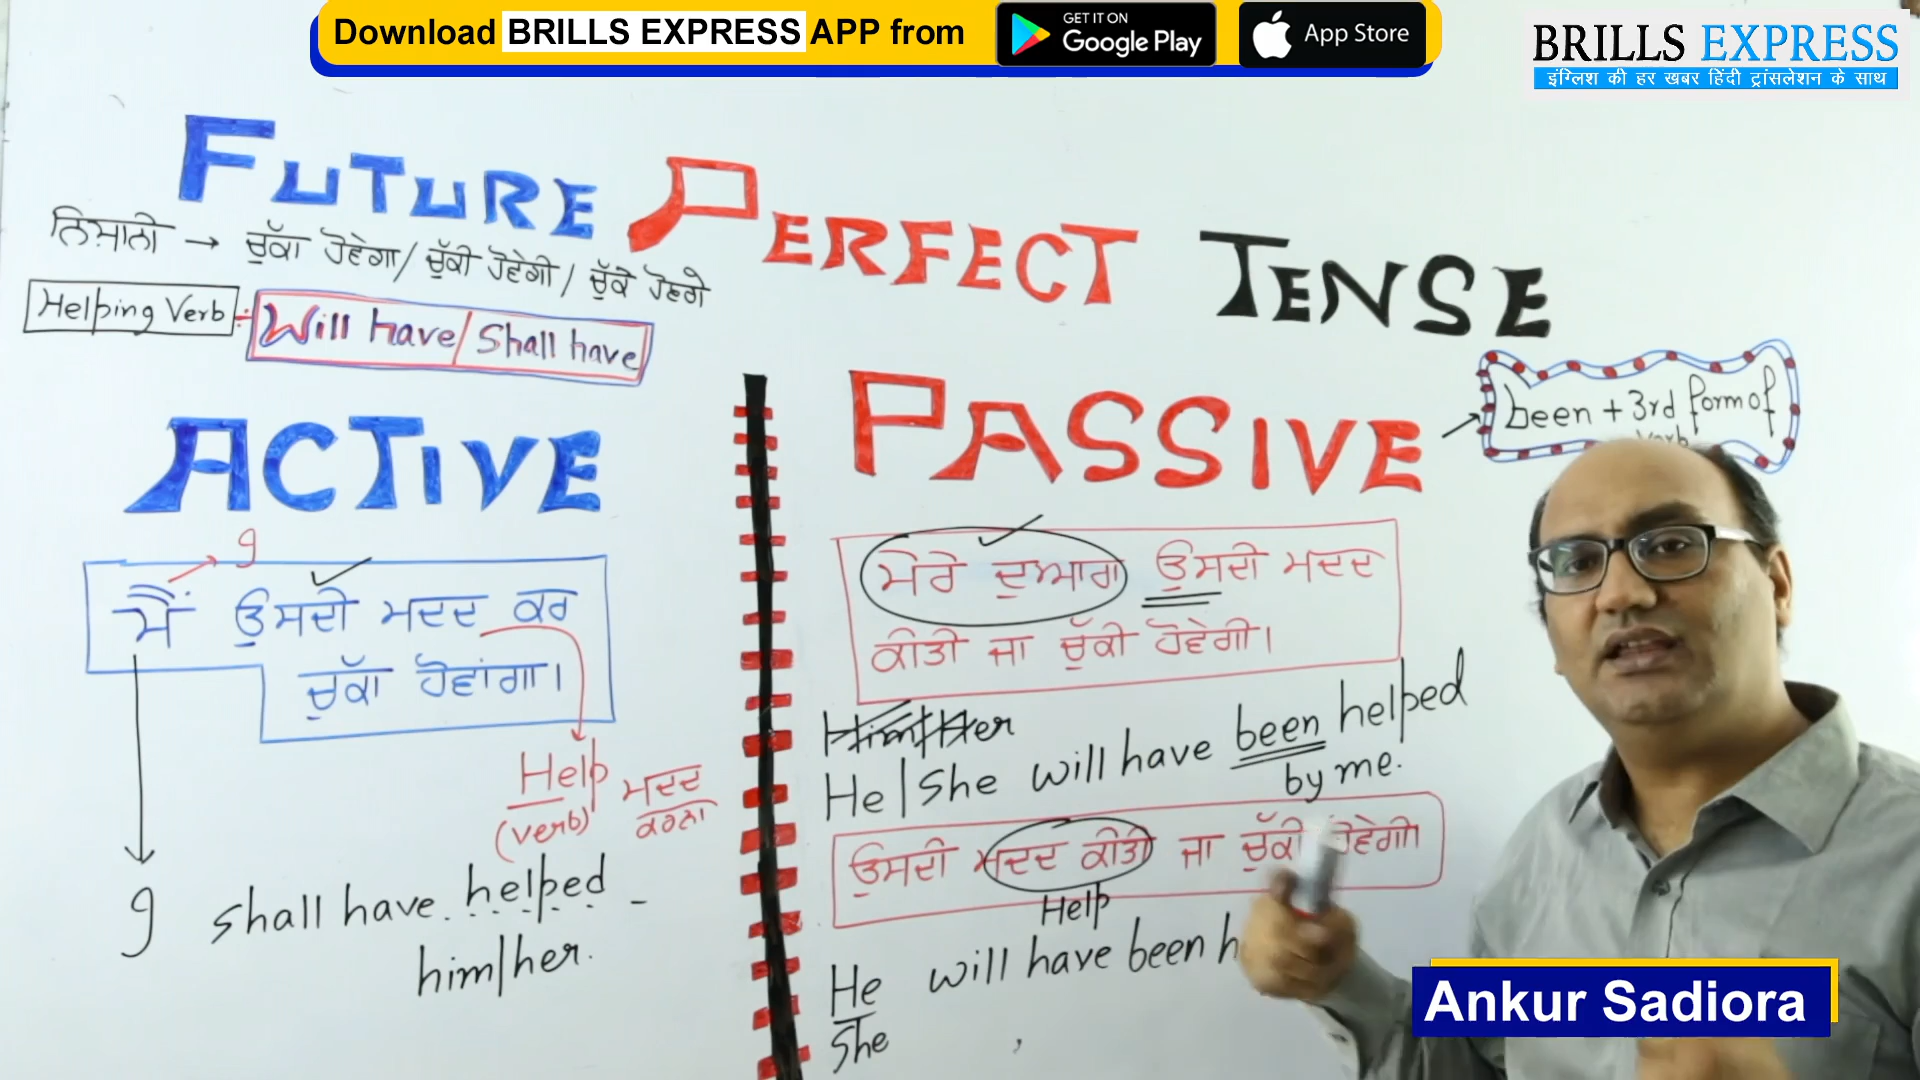 Download BRILLS EXPRESS APP from
GET IT ON
Google Play
App Store
BRILLS EXPRESS
इंग्लिश की हर खबर हिंदी ट्रांसलेशन के साथ
FUTURE PERFECT TENSE
ਨਿਸ਼ਾਨੀ → ਚੁੱਕਾ ਹੋਵੇਗਾ/ ਚੁੱਕੀ ਹੋਵੇਗੀ/ ਚੁੱਕੇ ਹੋਣਗੇ
Helping Verb : Will have/ Shall have
ACTIVE
I
ਮੈਂ ਉਸਦੀ ਮਦਦ ਕਰ
ਚੁੱਕਾ ਹੋਵਾਂਗਾ।
Help ਮਦਦ
(verb) ਕਰਨਾ
I shall have helped
him/her.
PASSIVE → been + 3rd form of
ਮੇਰੇ ਦੁਆਰਾ ਉਸਦੀ ਮਦਦ
ਕੀਤੀ ਜਾ ਚੁੱਕੀ ਹੋਵੇਗੀ।
Him/Her
He/She will have been helped
by me.
ਉਸਦੀ ਮਦਦ ਕੀਤੀ ਜਾ ਚੁੱਕੀ ਹੋਵੇਗੀ।
Help
He will have been h
She
Ankur Sadiora